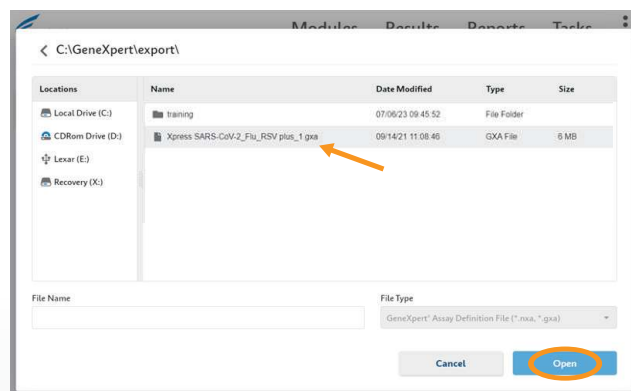 Modules Results Reports Tasks
C:\GeneXpert\export\
Locations Name Date Modified Type Size
Local Drive (C:) training 07/06/23 09:45:52 File Folder
CDRom Drive (D:) Xpress SARS-CoV-2_Flu_RSV plus_1.gxa 09/14/21 11:08:46 GXA File 6 MB
Lexar (E:)
Recovery (X:)
File Name File Type
GeneXpert® Assay Definition File (*.nxa, *.gxa)
Cancel Open